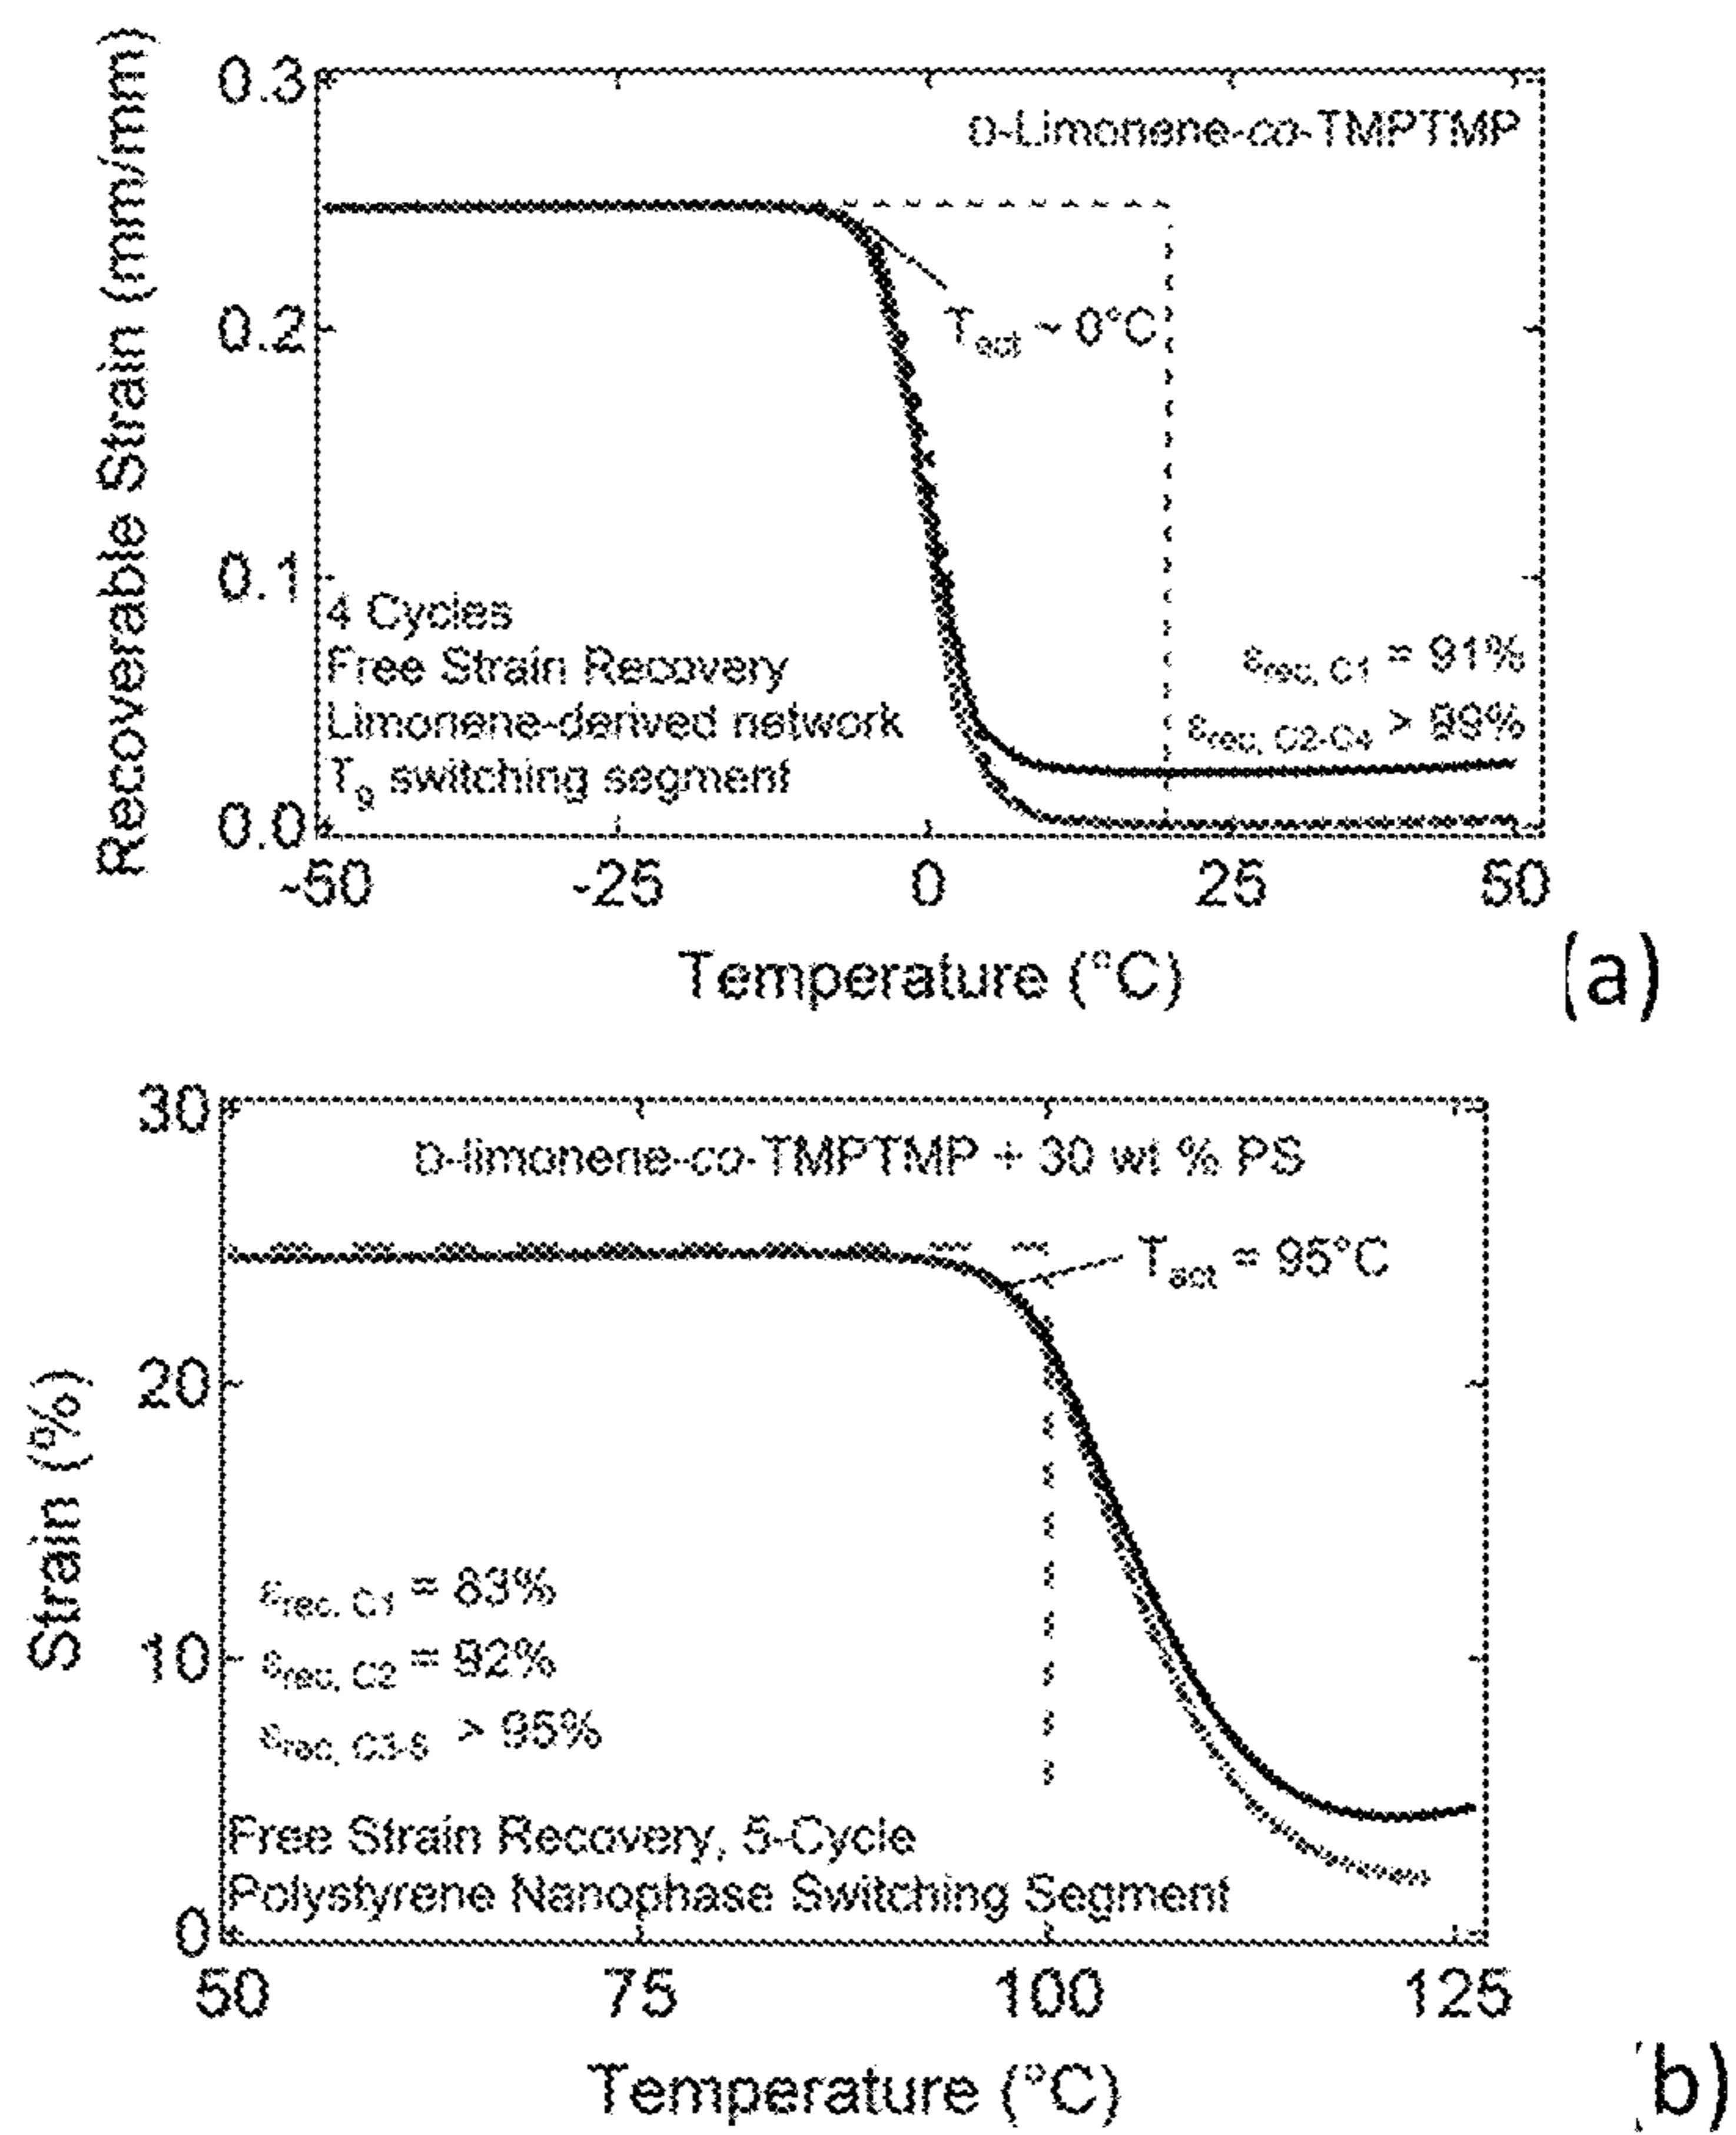 Recoverable Strain (mm/mm)
0.3
0.2
0.1
0.0
D-Limonene-co-TMPTMP
T_act ~ 0°C
4 Cycles
Free Strain Recovery
Limonene-derived network
T_g switching segment
ε_rec, C1 = 91%
ε_rec, C2-C4 > 99%
-50 -25 0 25 50
Temperature (°C)
(a)
Strain (%)
30
20
10
0
D-limonene-co-TMPTMP + 30 wt % PS
T_act = 95°C
ε_rec, C1 = 83%
ε_rec, C2 = 92%
ε_rec, C3-5 > 95%
Free Strain Recovery, 5-Cycle
Polystyrene Nanophase Switching Segment
50 75 100 125
Temperature (°C)
(b)